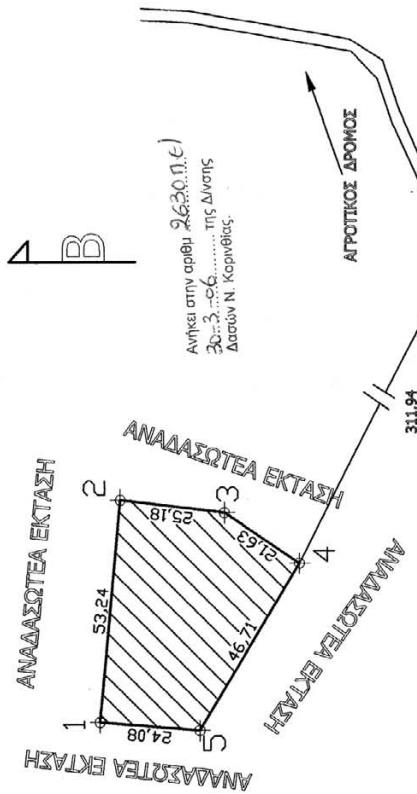 Β
Ανήκει στην αριθμ 2630 π.ε)
30-3-06 της Δ/νσης
Δασών Ν. Κορινθίας.
ΑΓΡΟΤΙΚΟΣ ΔΡΟΜΟΣ
311.94
ΑΝΑΔΑΣΩΤΕΑ ΕΚΤΑΣΗ
ΑΝΑΔΑΣΩΤΕΑ ΕΚΤΑΣΗ
ΑΝΑΔΑΣΩΤΕΑ ΕΚΤΑΣΗ
ΑΝΑΔΑΣΩΤΕΑ ΕΚΤΑΣΗ
1
53,24
2
25,18
3
21,63
4
46,71
5
24,08